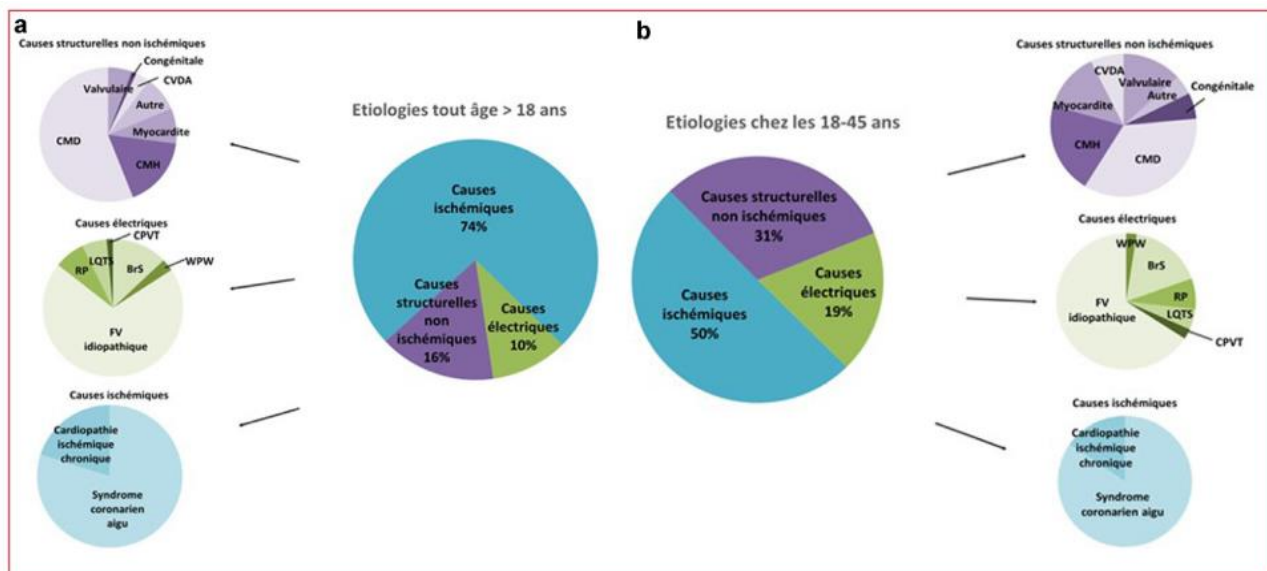 a
Causes structurelles non ischémiques
Congénitale
CVDA
Valvulaire
Autre
Myocardite
CMH
CMD
Causes électriques
CPVT
LQTS
BrS
WPW
RP
FV
idiopathique
Causes ischémiques
Cardiopathie
ischémique
chronique
Syndrome
coronarien
aigu
Etiologies tout âge > 18 ans
Causes
ischémiques
74%
Causes
structurelles
non
ischémiques
16%
Causes
électriques
10%
b
Etiologies chez les 18-45 ans
Causes structurelles
non ischémiques
31%
Causes
électriques
19%
Causes
ischémiques
50%
Causes structurelles non ischémiques
CVDA
Valvulaire
Autre
Congénitale
Myocardite
CMH
CMD
Causes électriques
WPW
BrS
RP
LQTS
CPVT
FV
idiopathique
Causes ischémiques
Cardiopathie
ischémique
chronique
Syndrome
coronarien aigu